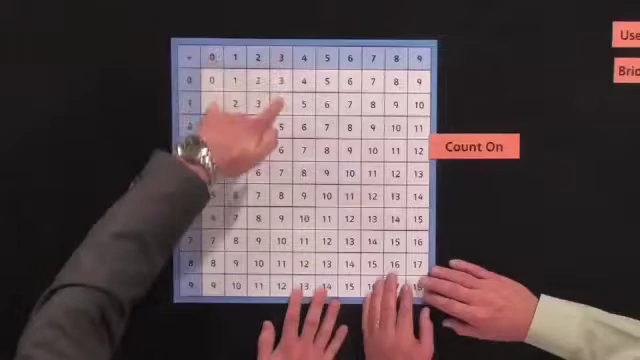 + 0 1 2 3 4 5 6 7 8 9
0 0 1 2 3 4 5 6 7 8 9
1 2 3 5 6 7 8 9 10
5 6 7 8 9 10 11
6 7 8 9 10 11 12
6 7 8 9 10 11 12 13
7 8 9 10 11 12 13 14
6 7 8 9 10 11 12 13 14 15
7 7 8 9 10 11 12 13 14 15 16
8 8 9 10 11 12 13 14 15 16 17
9 9 10 11 12 13 14 15 16 18
Use
Count On